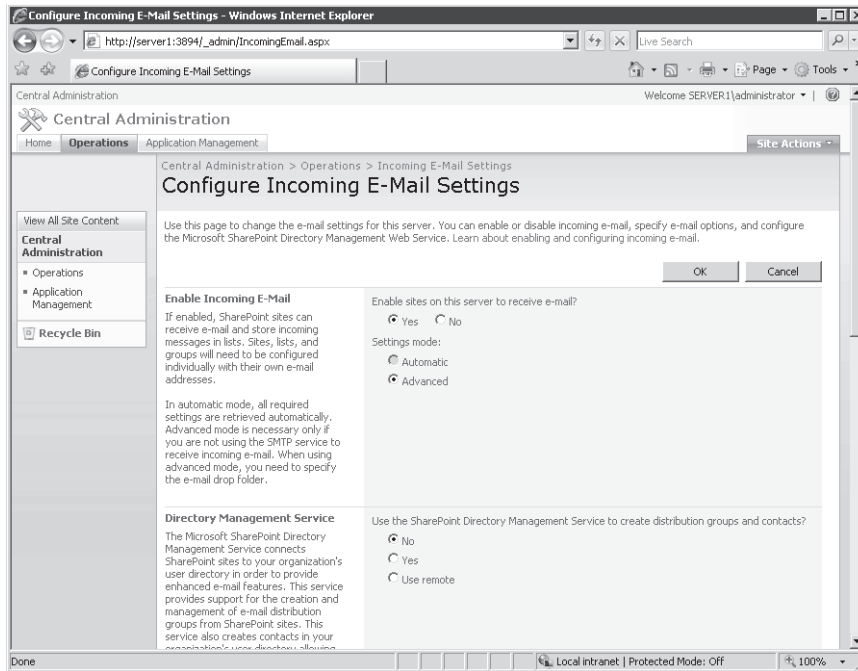 Configure Incoming E-Mail Settings - Windows Internet Explorer
http://server1:3894/_admin/IncomingEmail.aspx
Live Search
Configure Incoming E-Mail Settings
Page
Tools
Central Administration
Welcome SERVER1\administrator
Central Administration
Home
Operations
Application Management
Site Actions
Central Administration > Operations > Incoming E-Mail Settings
Configure Incoming E-Mail Settings
View All Site Content
Central
Administration
Operations
Application
Management
Recycle Bin
Use this page to change the e-mail settings for this server. You can enable or disable incoming e-mail, specify e-mail options, and configure
the Microsoft SharePoint Directory Management Web Service. Learn about enabling and configuring incoming e-mail.
OK
Cancel
Enable Incoming E-Mail
If enabled, SharePoint sites can
receive e-mail and store incoming
messages in lists. Sites, lists, and
groups will need to be configured
individually with their own e-mail
addresses.
In automatic mode, all required
settings are retrieved automatically.
Advanced mode is necessary only if
you are not using the SMTP service to
receive incoming e-mail. When using
advanced mode, you need to specify
the e-mail drop folder.
Enable sites on this server to receive e-mail?
Yes
No
Settings mode:
Automatic
Advanced
Directory Management Service
The Microsoft SharePoint Directory
Management Service connects
SharePoint sites to your organization's
user directory in order to provide
enhanced e-mail features. This service
provides support for the creation and
management of e-mail distribution
groups from SharePoint sites. This
service also creates contacts in your
organization's user directory allowing
Use the SharePoint Directory Management Service to create distribution groups and contacts?
No
Yes
Use remote
Done
Local intranet | Protected Mode: Off
100%